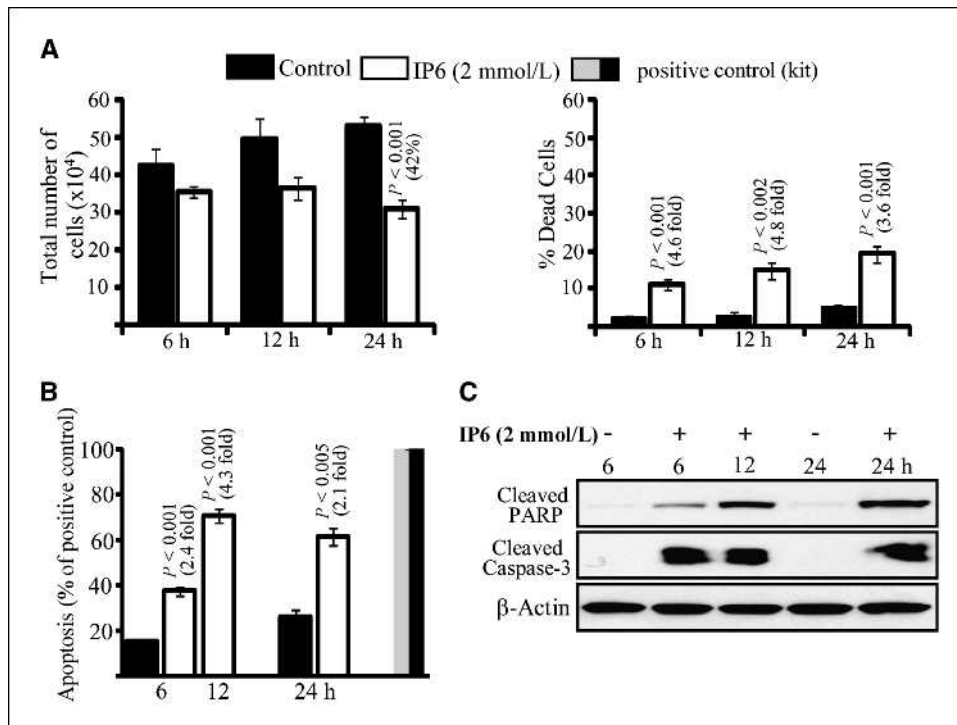 A
Control IP6 (2 mmol/L) positive control (kit)
Total number of
cells (x10⁴)
60
50
40
30
20
10
P < 0.001
(42%)
6 h 12 h 24 h
% Dead Cells
60
50
40
30
20
10
P < 0.001
(4.6 fold)
P < 0.002
(4.8 fold)
P < 0.001
(3.6 fold)
6 h 12 h 24 h
B
Apoptosis (% of positive control)
100
80
60
40
20
P < 0.001
(2.4 fold)
P < 0.001
(4.3 fold)
P < 0.005
(2.1 fold)
6 12 24 h
C
IP6 (2 mmol/L) - + + - +
6 6 12 24 24 h
Cleaved
PARP
Cleaved
Caspase-3
β-Actin